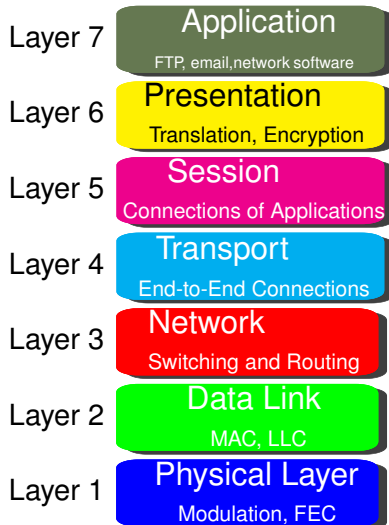 Layer 7
Application
FTP, email,network software
Layer 6
Presentation
Translation, Encryption
Layer 5
Session
Connections of Applications
Layer 4
Transport
End-to-End Connections
Layer 3
Network
Switching and Routing
Layer 2
Data Link
MAC, LLC
Layer 1
Physical Layer
Modulation, FEC